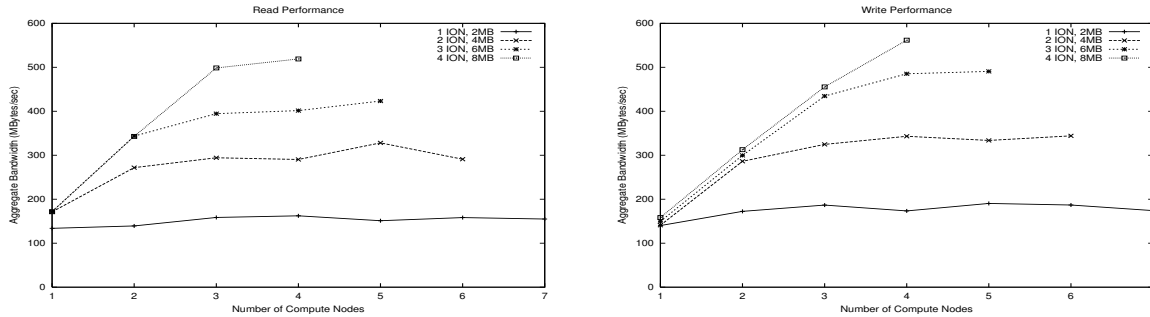 Read Performance
600
500
400
300
200
100
0
Aggregate Bandwidth (MBytes/sec)
1 ION, 2MB
2 ION, 4MB
3 ION, 6MB
4 ION, 8MB
1 2 3 4 5 6 7
Number of Compute Nodes
Write Performance
600
500
400
300
200
100
0
Aggregate Bandwidth (MBytes/sec)
1 ION, 2MB
2 ION, 4MB
3 ION, 6MB
4 ION, 8MB
1 2 3 4 5 6
Number of Compute Nodes